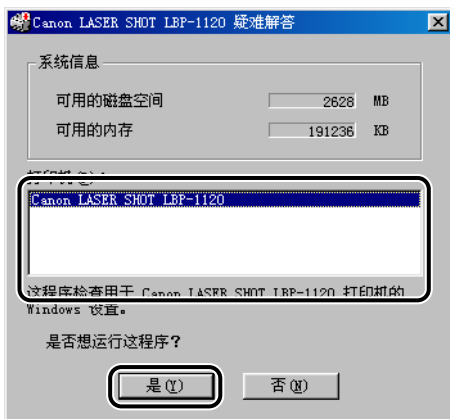 Canon LASER SHOT LBP-1120 疑难解答
系统信息
可用的磁盘空间 2628 MB
可用的内存 191236 KB
打印机(P):
Canon LASER SHOT LBP-1120
这程序检查用于 Canon LASER SHOT LBP-1120 打印机的
Windows 设置。
是否想运行这程序?
是(Y) 否(N)